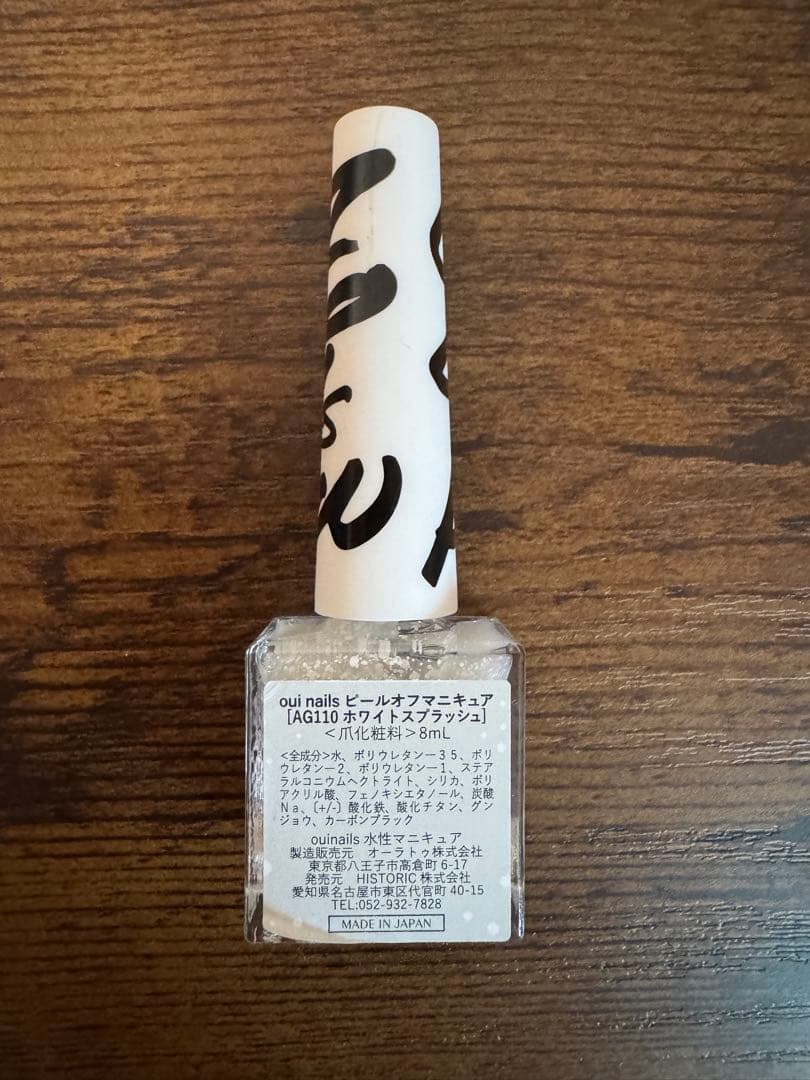 oui nails ピールオフマニキュア
[AG110 ホワイトスプラッシュ]
<爪化粧料>8mL
<全成分>水、ポリウレタン−35、ポリ
ウレタン−2、ポリウレタン−1、ステア
ラルコニウムヘクトライト、シリカ、ポリ
アクリル酸、フェノキシエタノール、炭酸
Na、[+/-] 酸化鉄、酸化チタン、グン
ジョウ、カーボンブラック
ouinails 水性マニキュア
製造販売元 オーラトゥ株式会社
東京都八王子市高倉町 6-17
発売元 HISTORIC 株式会社
愛知県名古屋市東区代官町 40-15
TEL:052-932-7828
MADE IN JAPAN